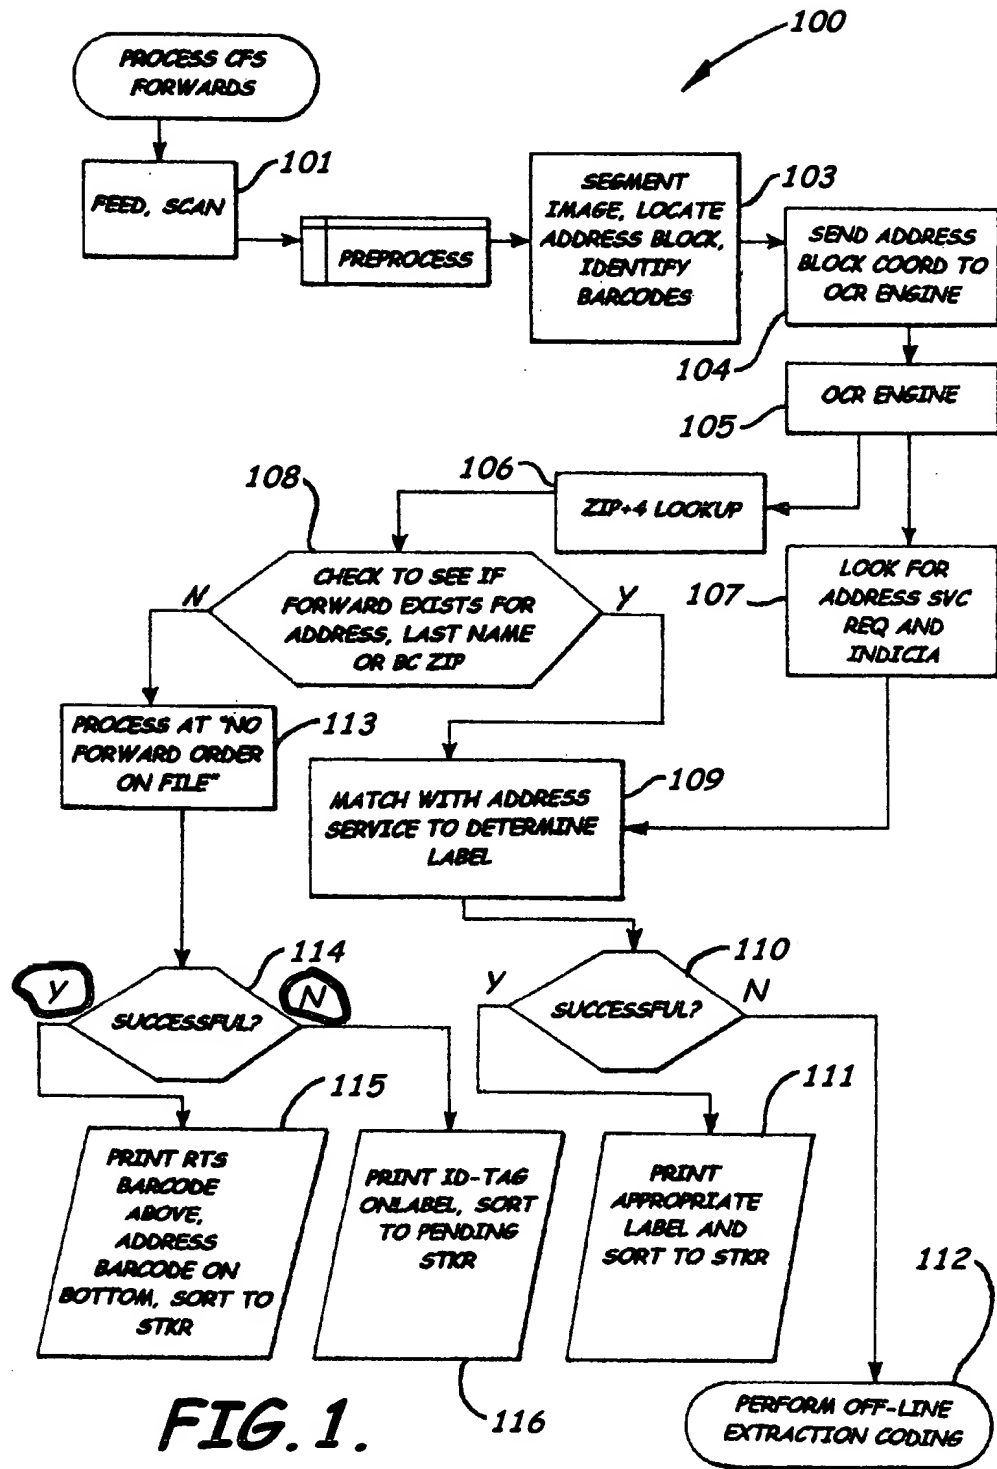 100
PROCESS CFS
FORWARDS
101
FEED, SCAN
PREPROCESS
SEGMENT
IMAGE, LOCATE
ADDRESS BLOCK,
IDENTIFY
BARCODES
103
SEND ADDRESS
BLOCK COORD TO
OCR ENGINE
104
OCR ENGINE
105
106
ZIP+4 LOOKUP
108
CHECK TO SEE IF
FORWARD EXISTS FOR
ADDRESS, LAST NAME
OR BC ZIP
N
Y
107
LOOK FOR
ADDRESS SVC
REQ AND
INDICIA
PROCESS AT "NO
FORWARD ORDER
ON FILE"
113
MATCH WITH ADDRESS
SERVICE TO DETERMINE
LABEL
109
114
Y
SUCCESSFUL?
N
110
Y
SUCCESSFUL?
N
115
PRINT RTS
BARCODE
ABOVE,
ADDRESS
BARCODE ON
BOTTOM, SORT TO
STKR
PRINT ID-TAG
ON LABEL, SORT
TO PENDING
STKR
116
111
PRINT
APPROPRIATE
LABEL AND
SORT TO STKR
112
PERFORM OFF-LINE
EXTRACTION CODING
FIG. 1.